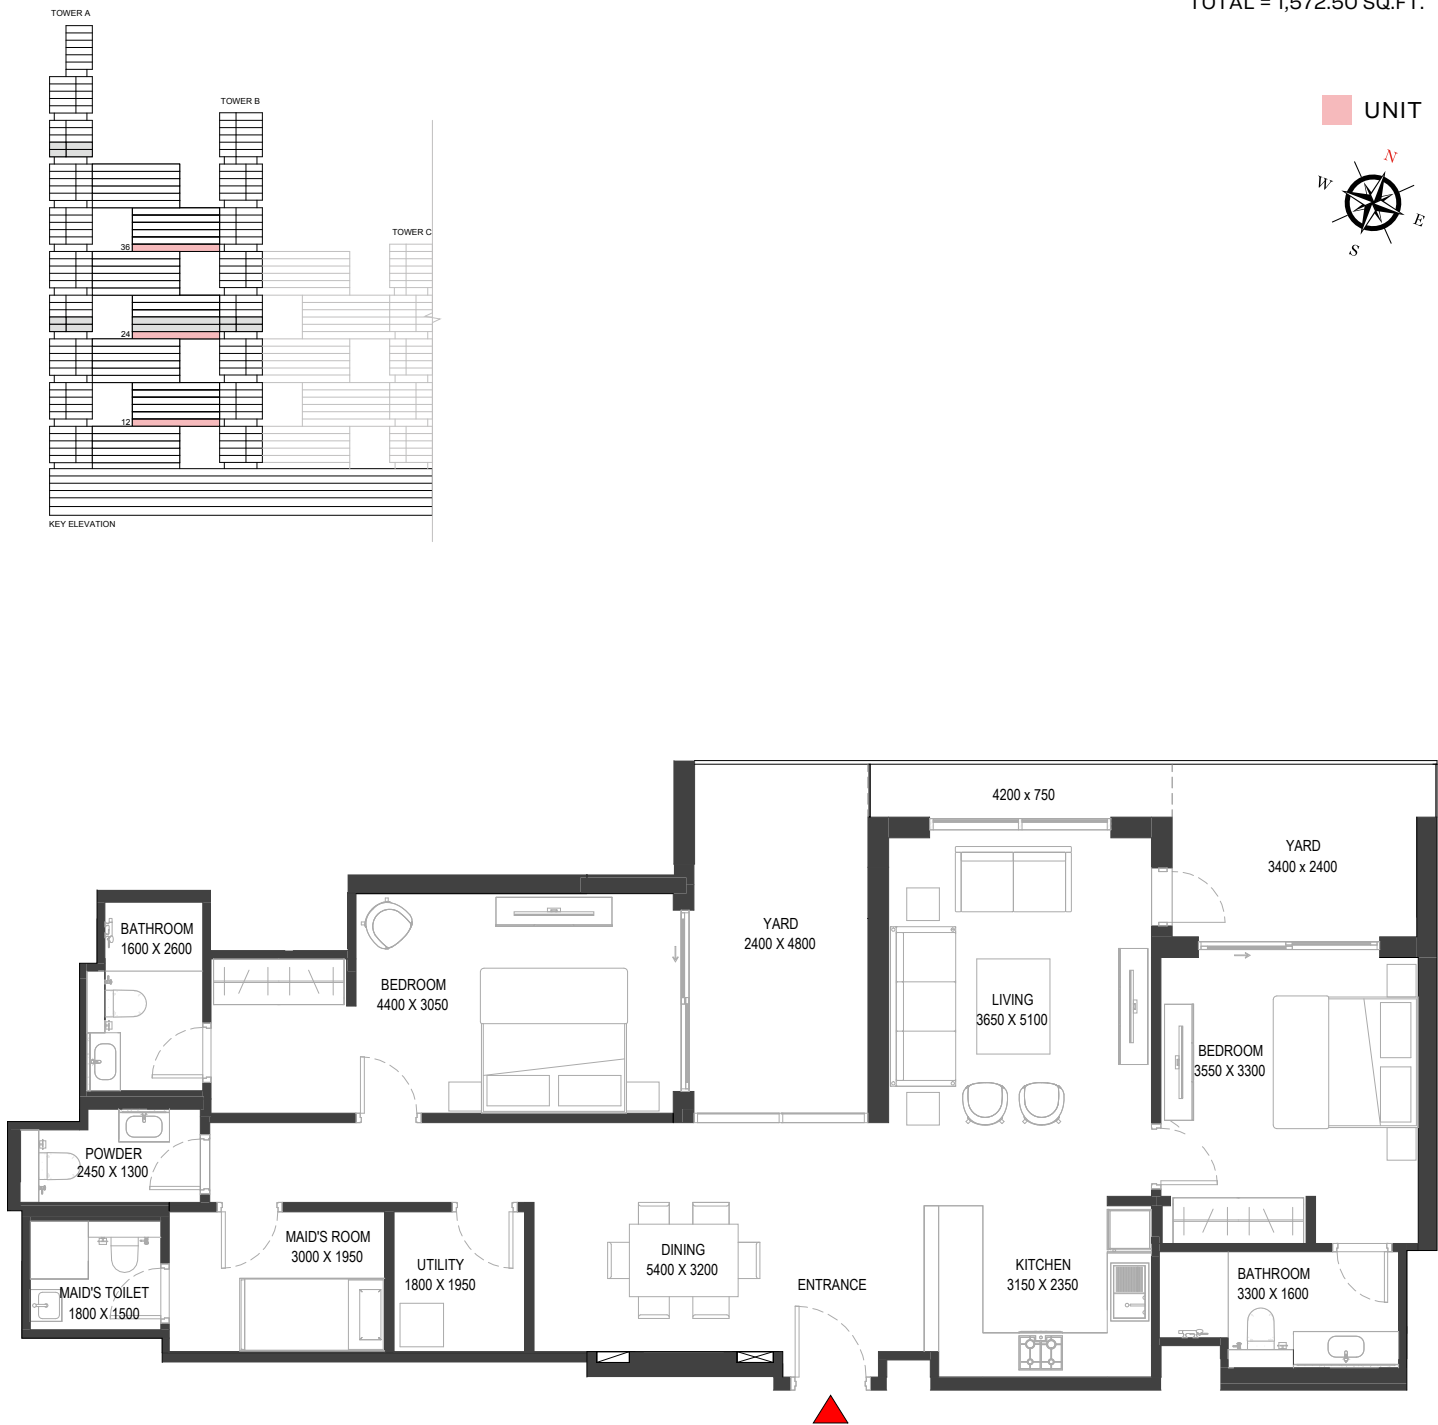 TOTAL = 1,572.50 SQ.FT.
TOWER A
TOWER B
TOWER C
36
24
12
KEY ELEVATION
UNIT
N
W
E
S
4200 x 750
YARD
3400 x 2400
YARD
2400 X 4800
BATHROOM
1600 X 2600
BEDROOM
4400 X 3050
LIVING
3650 X 5100
BEDROOM
3550 X 3300
POWDER
2450 X 1300
MAID'S ROOM
3000 X 1950
UTILITY
1800 X 1950
DINING
5400 X 3200
ENTRANCE
KITCHEN
3150 X 2350
BATHROOM
3300 X 1600
MAID'S TOILET
1800 X 1500